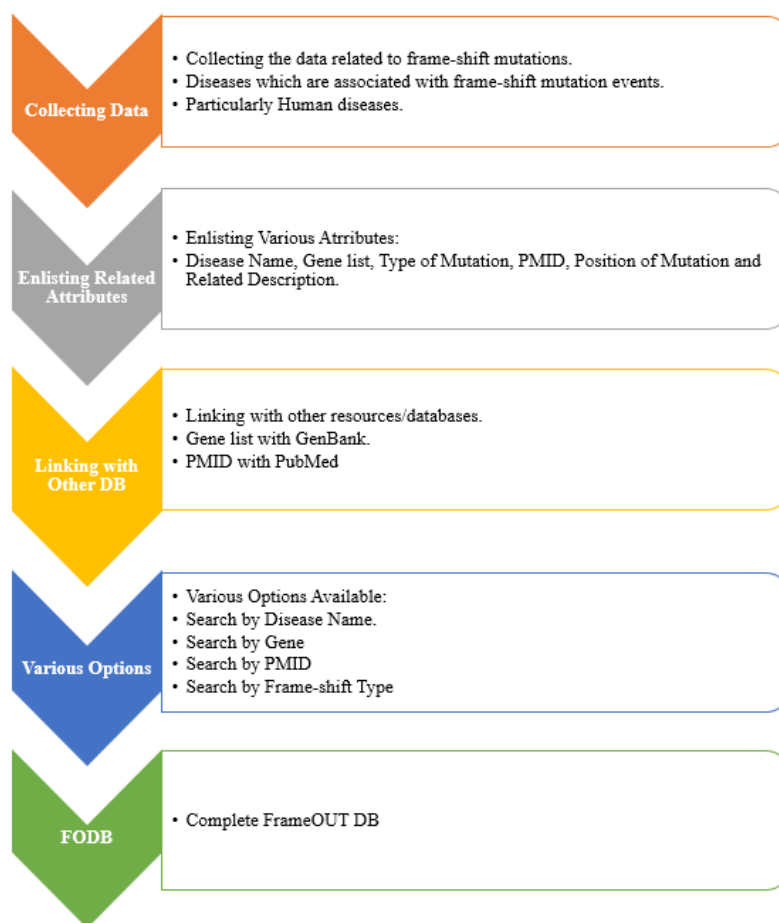 Collecting Data
• Collecting the data related to frame-shift mutations.
• Diseases which are associated with frame-shift mutation events.
• Particularly Human diseases.
Enlisting Related
Attributes
• Enlisting Various Atrributes:
• Disease Name, Gene list, Type of Mutation, PMID, Position of Mutation and
Related Description.
Linking with
Other DB
• Linking with other resources/databases.
• Gene list with GenBank.
• PMID with PubMed
Various Options
• Various Options Available:
• Search by Disease Name.
• Search by Gene
• Search by PMID
• Search by Frame-shift Type
FODB
• Complete FrameOUT DB